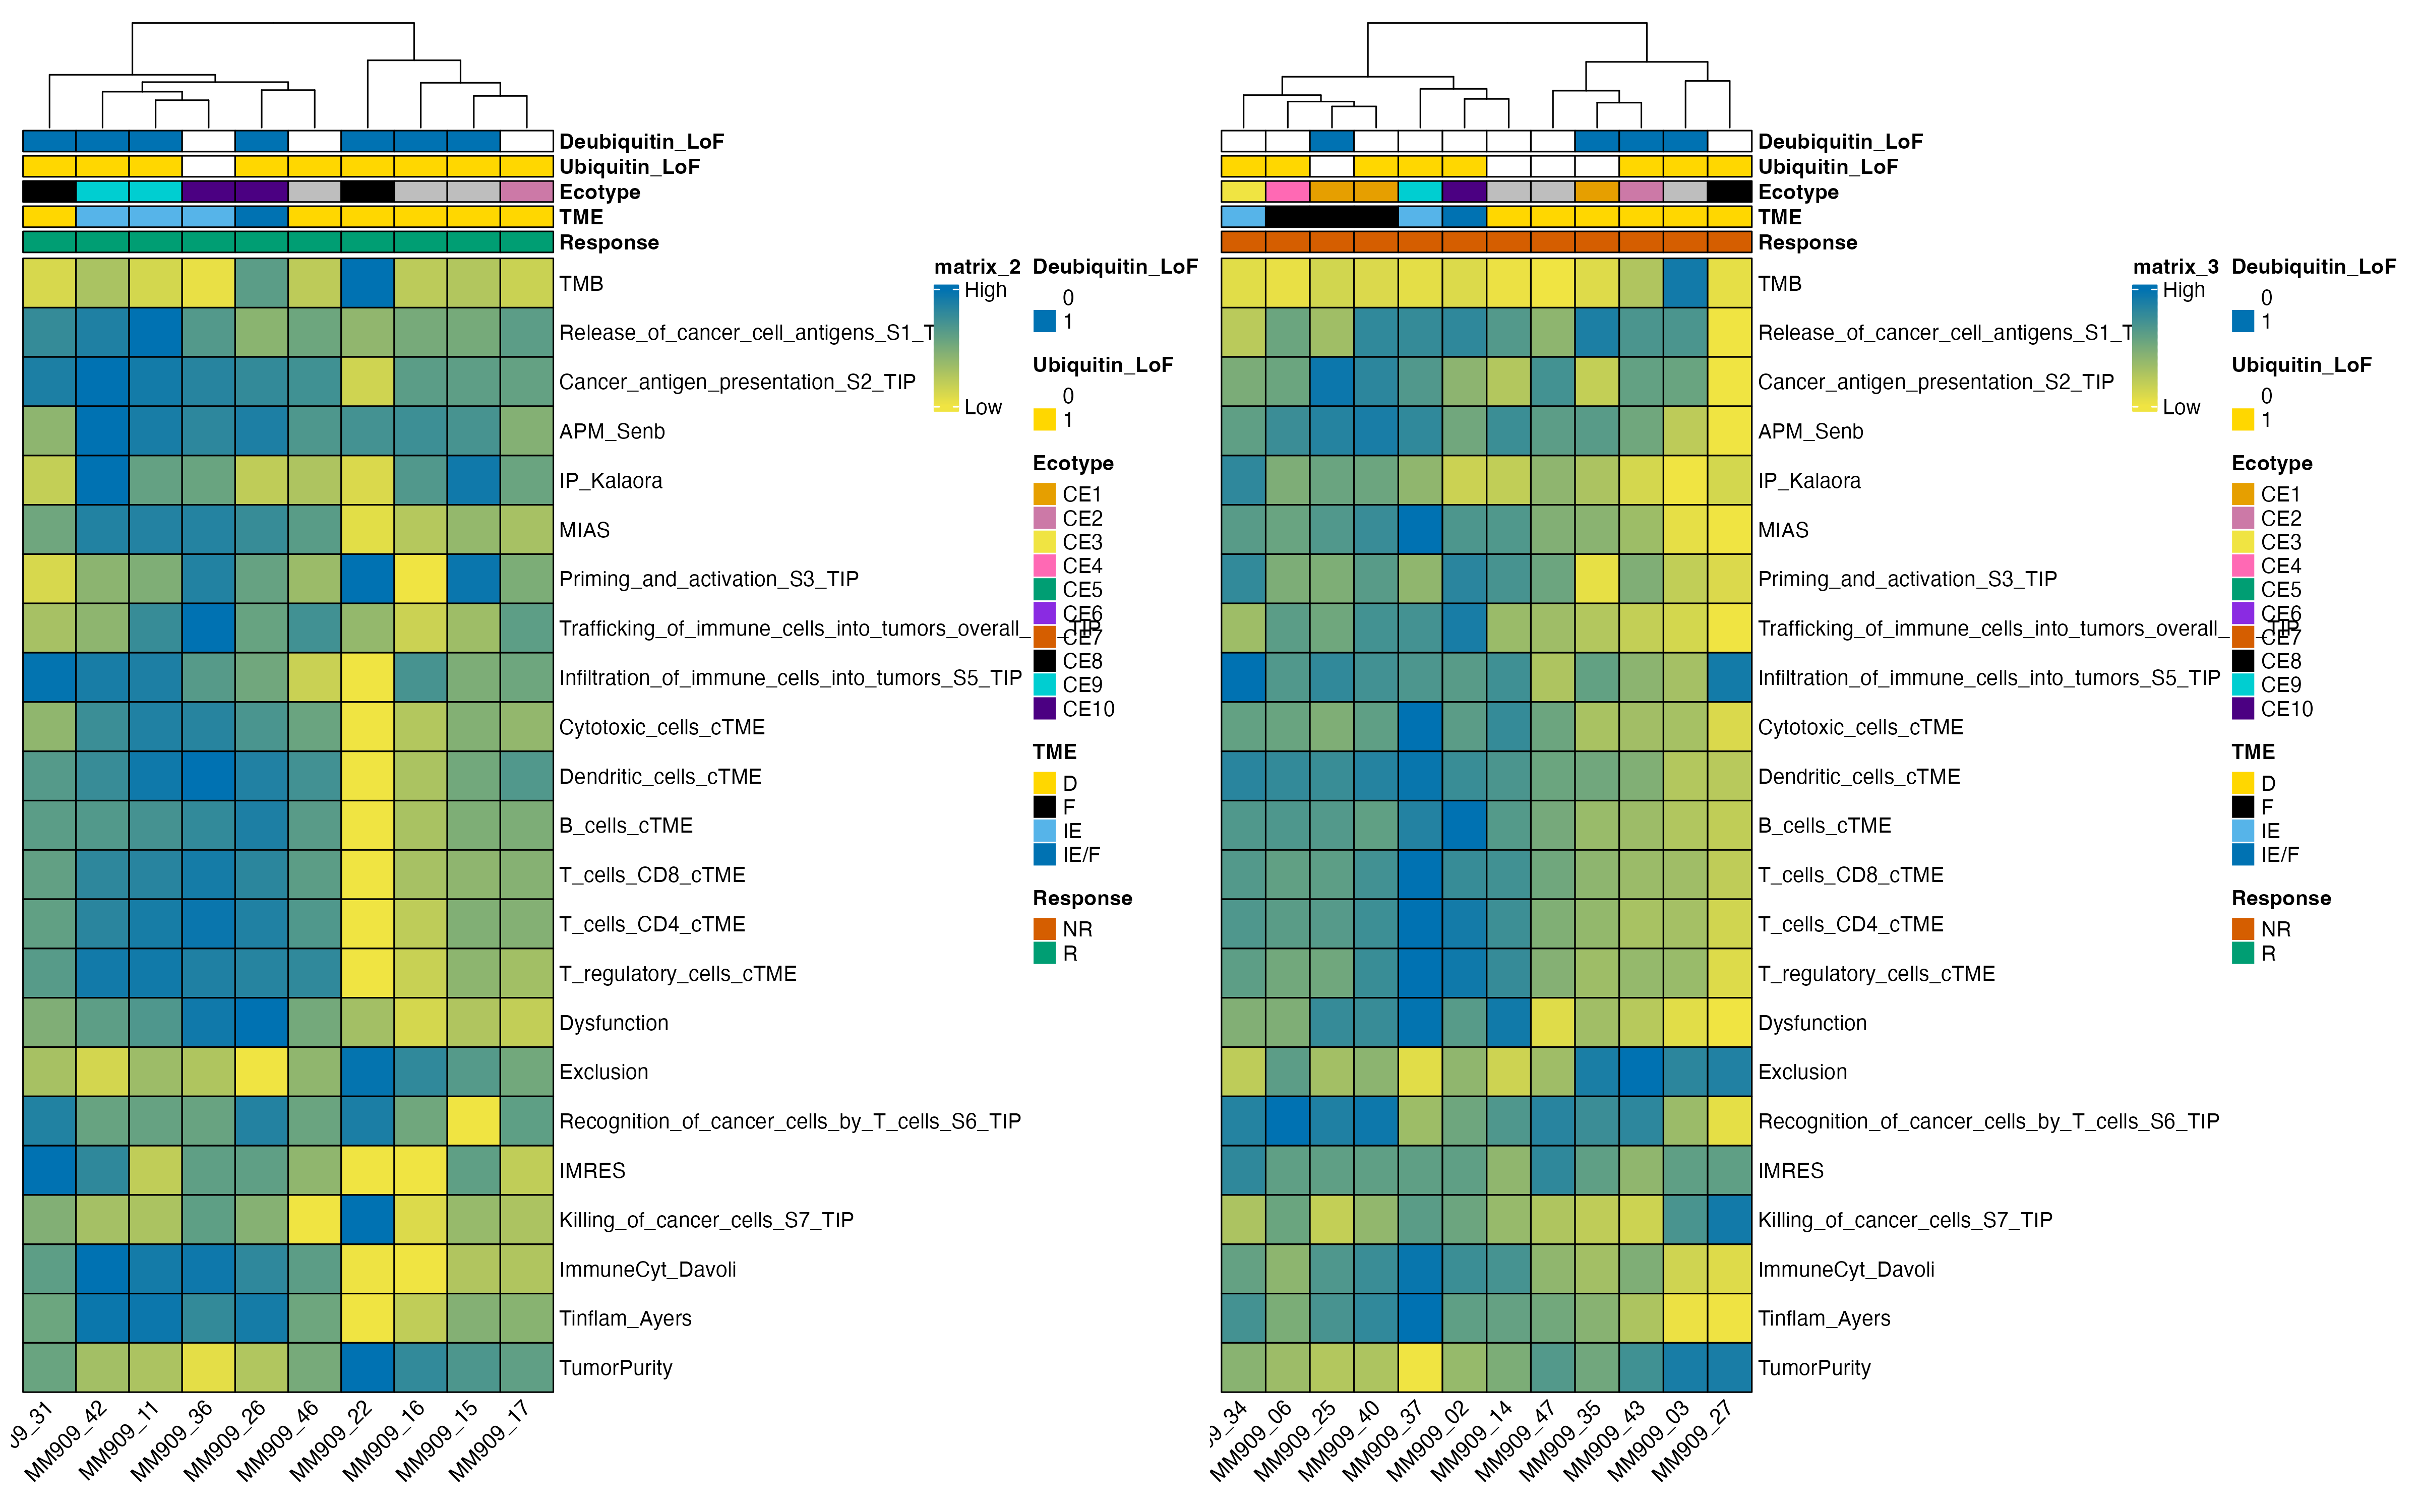 Deubiquitin_LoF
Ubiquitin_LoF
Ecotype
TME
Response
TMB
Release_of_cancer_cell_antigens_S1_T
Cancer_antigen_presentation_S2_TIP
APM_Senb
IP_Kalaora
MIAS
Priming_and_activation_S3_TIP
Trafficking_of_immune_cells_into_tumors_overall_
Infiltration_of_immune_cells_into_tumors_S5_TIP
Cytotoxic_cells_cTME
Dendritic_cells_cTME
B_cells_cTME
T_cells_CD8_cTME
T_cells_CD4_cTME
T_regulatory_cells_cTME
Dysfunction
Exclusion
Recognition_of_cancer_cells_by_T_cells_S6_TIP
IMRES
Killing_of_cancer_cells_S7_TIP
ImmuneCyt_Davoli
Tinflam_Ayers
TumorPurity
09_31
MM909_42
MM909_11
MM909_36
MM909_26
MM909_46
MM909_22
MM909_16
MM909_15
MM909_17
matrix_2
High
Low
Deubiquitin_LoF
0
1
Ubiquitin_LoF
0
1
Ecotype
CE1
CE2
CE3
CE4
CE5
CE6
CE7
CE8
CE9
CE10
TME
D
F
IE
IE/F
Response
NR
R
Deubiquitin_LoF
Ubiquitin_LoF
Ecotype
TME
Response
TMB
Release_of_cancer_cell_antigens_S1_T
Cancer_antigen_presentation_S2_TIP
APM_Senb
IP_Kalaora
MIAS
Priming_and_activation_S3_TIP
Trafficking_of_immune_cells_into_tumors_overall_
Infiltration_of_immune_cells_into_tumors_S5_TIP
Cytotoxic_cells_cTME
Dendritic_cells_cTME
B_cells_cTME
T_cells_CD8_cTME
T_cells_CD4_cTME
T_regulatory_cells_cTME
Dysfunction
Exclusion
Recognition_of_cancer_cells_by_T_cells_S6_TIP
IMRES
Killing_of_cancer_cells_S7_TIP
ImmuneCyt_Davoli
Tinflam_Ayers
TumorPurity
09_34
MM909_06
MM909_25
MM909_40
MM909_37
MM909_02
MM909_14
MM909_47
MM909_35
MM909_43
MM909_03
MM909_27
matrix_3
High
Low
Deubiquitin_LoF
0
1
Ubiquitin_LoF
0
1
Ecotype
CE1
CE2
CE3
CE4
CE5
CE6
CE7
CE8
CE9
CE10
TME
D
F
IE
IE/F
Response
NR
R